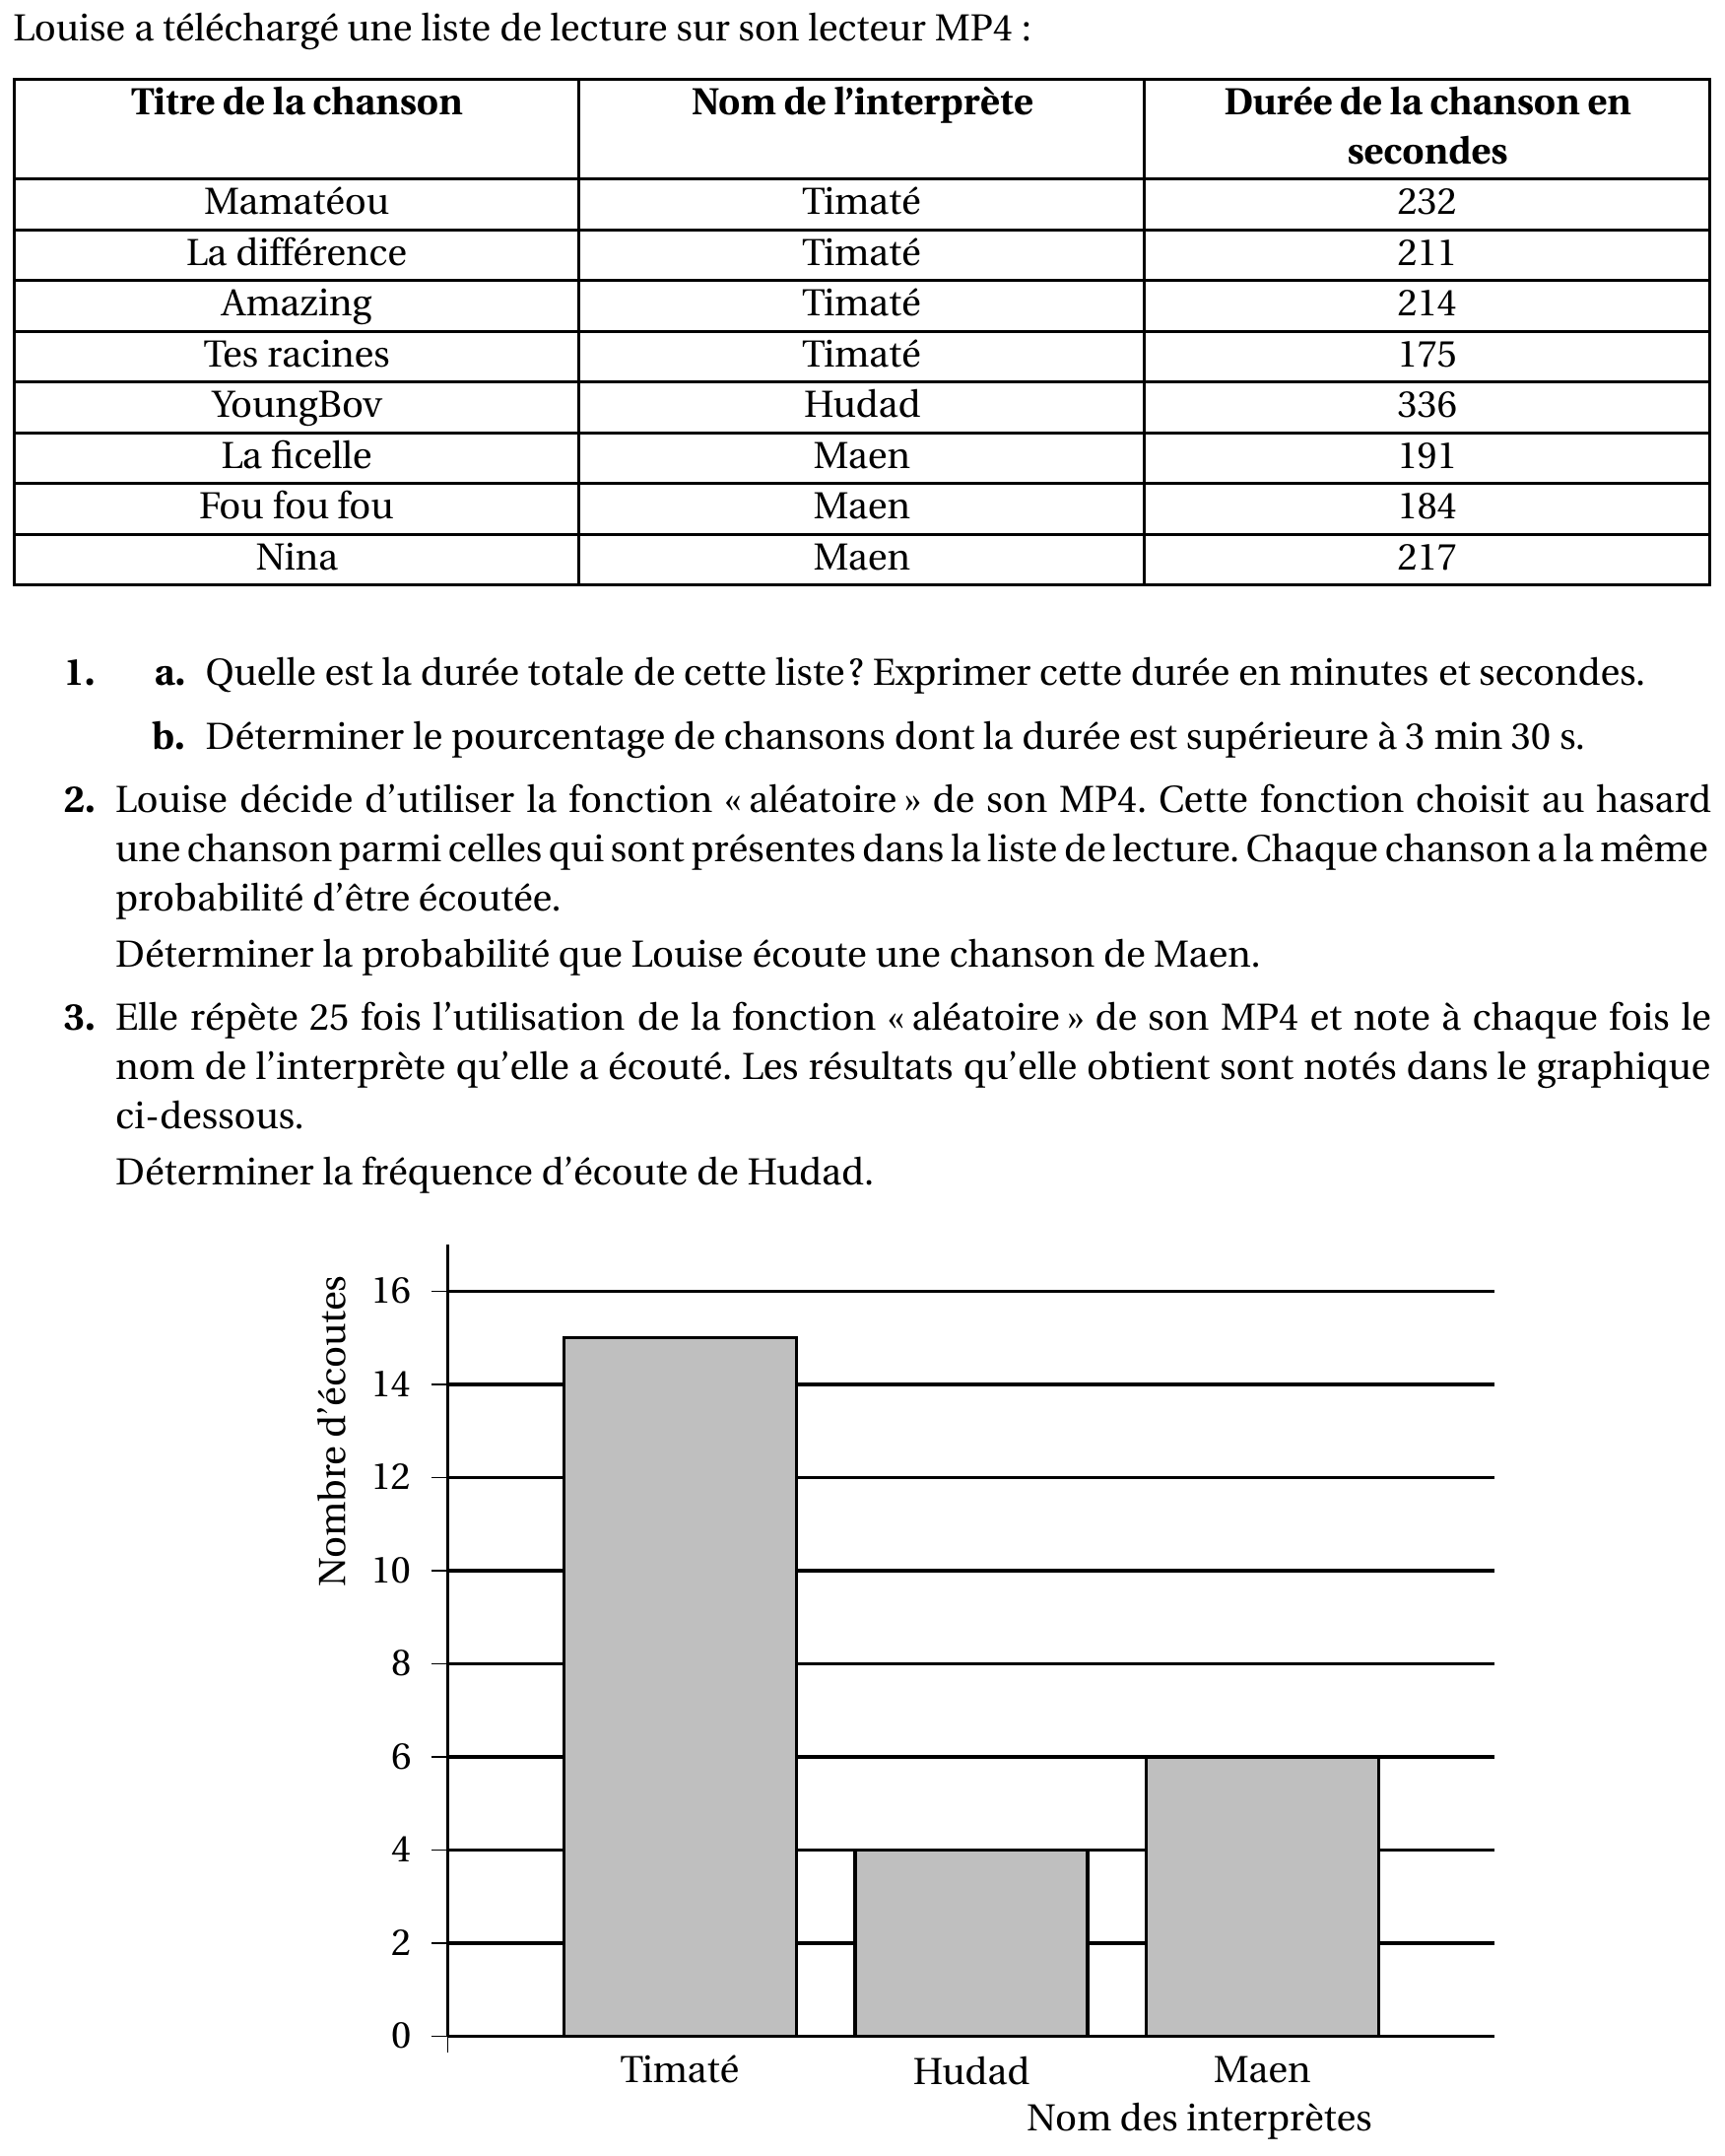 Louise a téléchargé une liste de lecture sur son lecteur MP4 :
Titre de la chanson Nom de l’interprète Durée de la chanson en
secondes
Mamatéou Timaté 232
La différence Timaté 211
Amazing Timaté 214
Tes racines Timaté 175
YoungBov Hudad 336
La ficelle Maen 191
Fou fou fou Maen 184
Nina Maen 217
1. a. Quelle est la durée totale de cette liste ? Exprimer cette durée en minutes et secondes.
b. Déterminer le pourcentage de chansons dont la durée est supérieure à 3 min 30 s.
2. Louise décide d’utiliser la fonction « aléatoire » de son MP4. Cette fonction choisit au hasard
une chanson parmi celles qui sont présentes dans la liste de lecture. Chaque chanson a la même
probabilité d’être écoutée.
Déterminer la probabilité que Louise écoute une chanson de Maen.
3. Elle répète 25 fois l’utilisation de la fonction « aléatoire » de son MP4 et note à chaque fois le
nom de l’interprète qu’elle a écouté. Les résultats qu’elle obtient sont notés dans le graphique
ci-dessous.
Déterminer la fréquence d’écoute de Hudad.
Nombre d’écoutes
16
14
12
10
8
6
4
2
0
Timaté Hudad Maen
Nom des interprètes